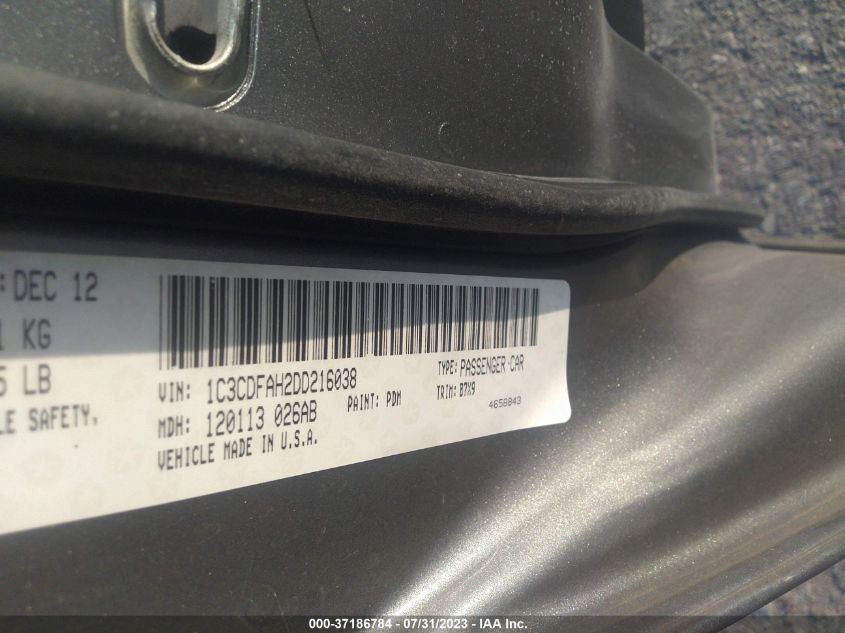 : DEC 12
KG
LB
LE SAFETY,
VIN: 1C3CDFAH2DD216038
TYPE: PASSENGER CAR
MDH: 120113 026AB
PAINT: PDM
TRIM: B7X9
VEHICLE MADE IN U.S.A.
4658843
000-37186784 - 07/31/2023 - IAA Inc.